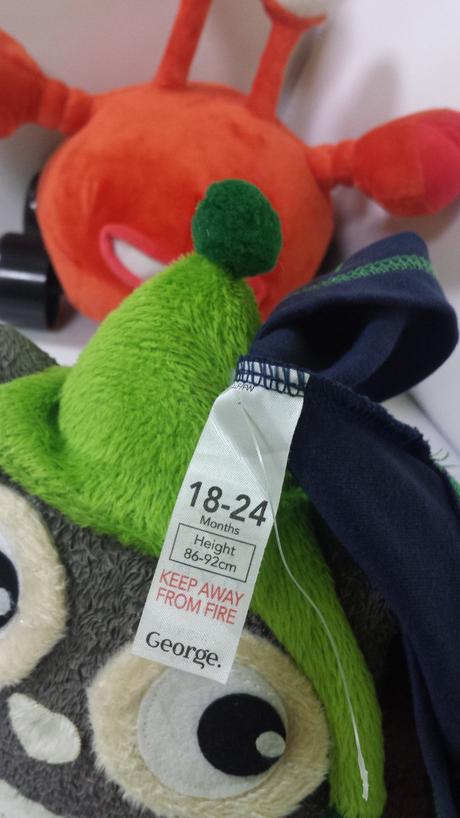 18-24
Months
Height
86-92cm
KEEP AWAY
FROM FIRE
George.